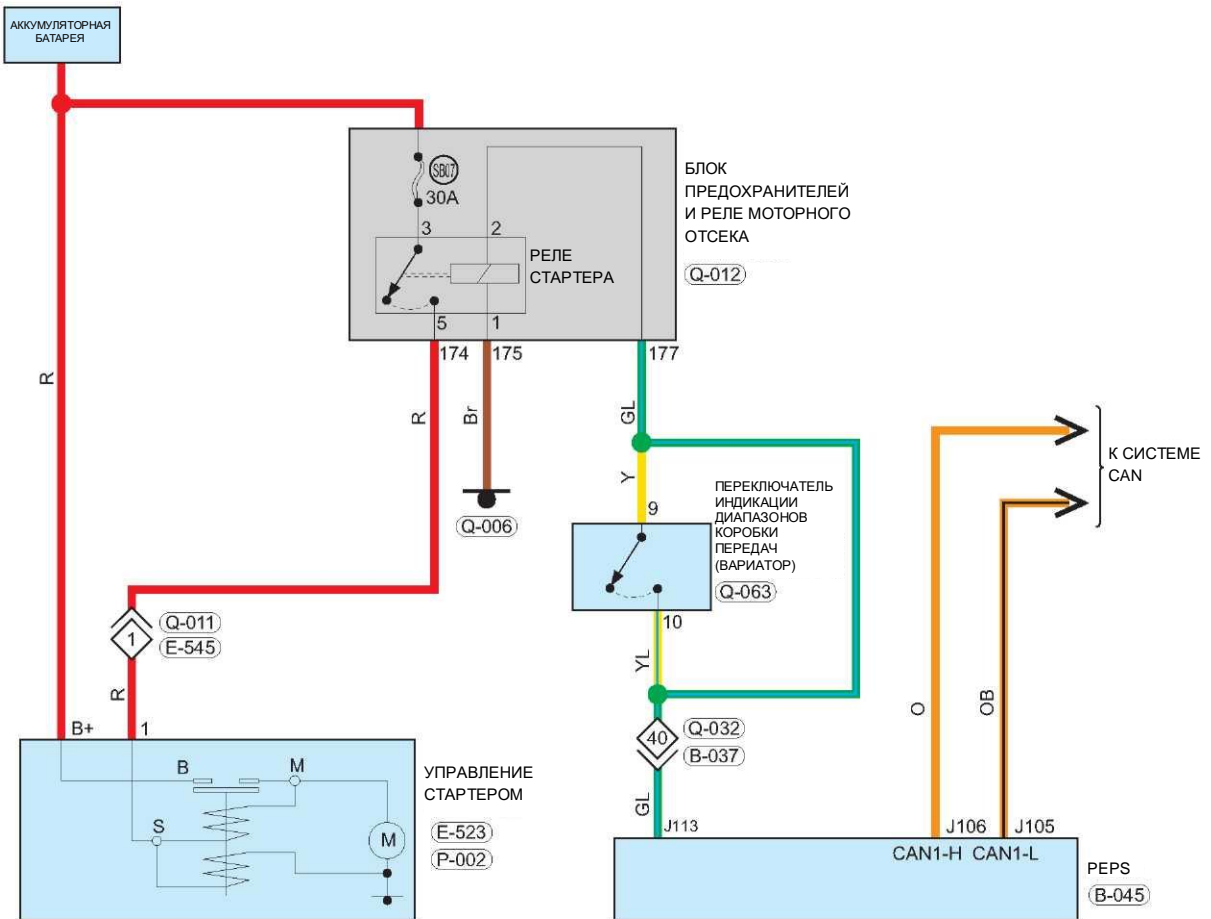 АККУМУЛЯТОРНАЯ
БАТАРЕЯ
SB07
30A
3
2
РЕЛЕ
СТАРТЕРА
5
1
174
175
177
БЛОК
ПРЕДОХРАНИТЕЛЕЙ
И РЕЛЕ МОТОРНОГО
ОТСЕКА
Q-012
R
R
Br
GL
Q-006
Y
9
ПЕРЕКЛЮЧАТЕЛЬ
ИНДИКАЦИИ
ДИАПАЗОНОВ
КОРОБКИ
ПЕРЕДАЧ
(ВАРИАТОР)
Q-063
10
YL
К СИСТЕМЕ
CAN
1
Q-011
E-545
R
40
Q-032
B-037
GL
O
OB
B+
1
B
M
S
M
УПРАВЛЕНИЕ
СТАРТЕРОМ
E-523
P-002
J113
J106
J105
CAN1-H
CAN1-L
PEPS
B-045